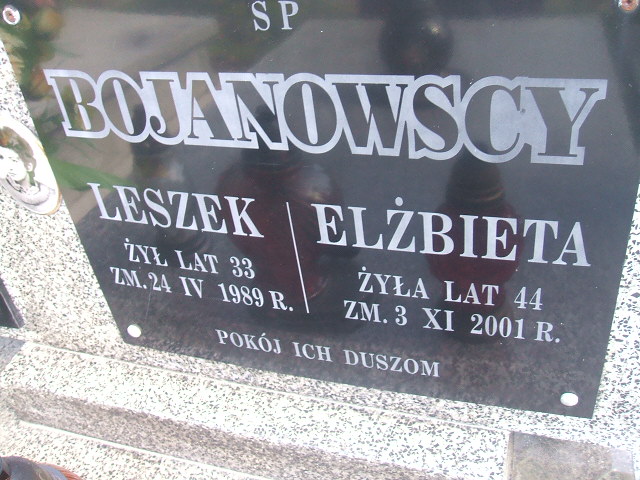 SP
BOJANOWSCY
LESZEK
ŻYŁ LAT 33
ZM. 24 IV 1989 R.
ELŻBIETA
ŻYŁA LAT 44
ZM. 3 XI 2001 R.
POKÓJ ICH DUSZOM